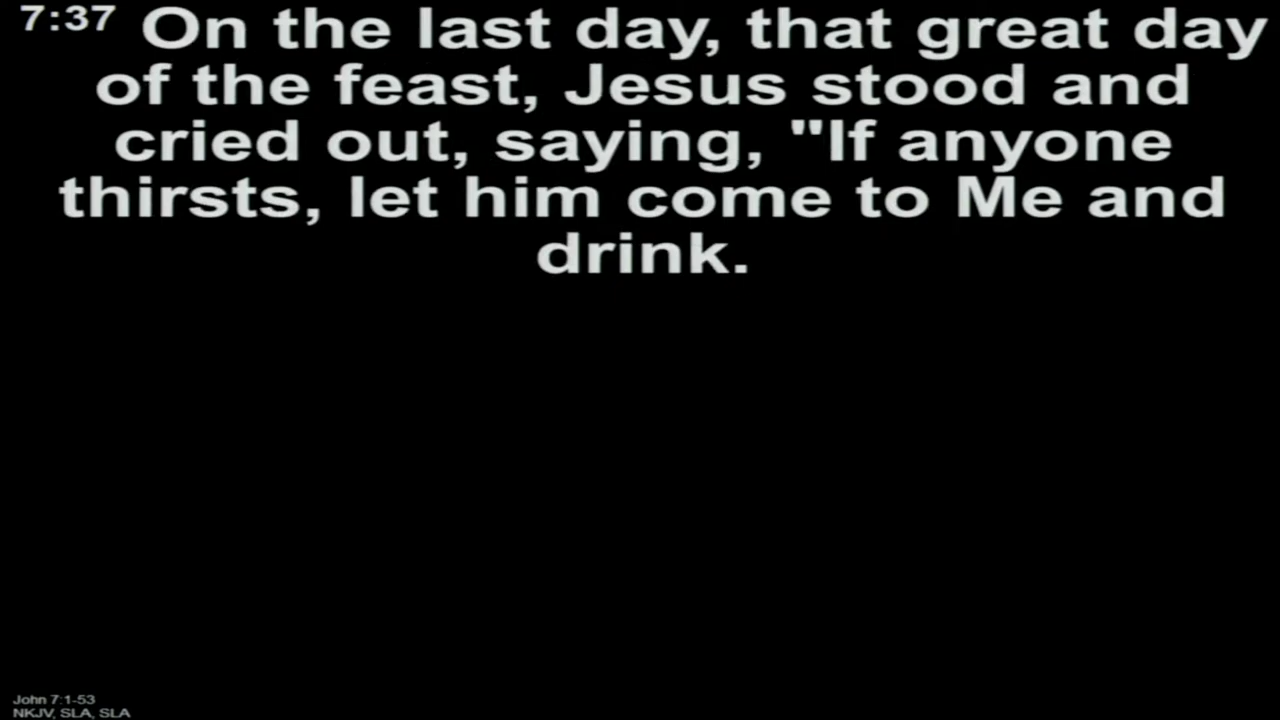 7:37 On the last day, that great day
of the feast, Jesus stood and
cried out, saying, "If anyone
thirsts, let him come to Me and
drink.
John 7:1-53
NKJV, SLA, SLA